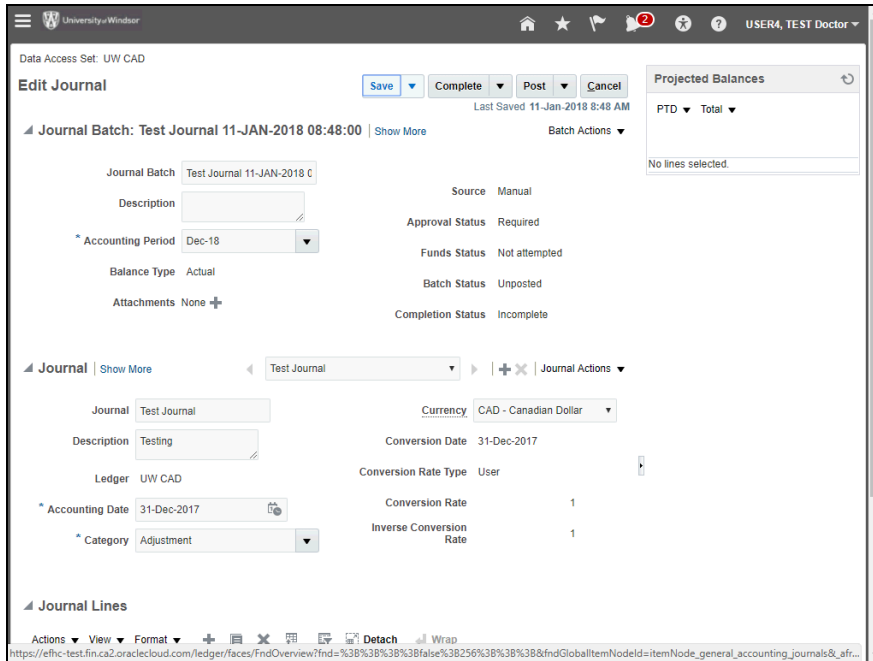 University of Windsor
2
USER4, TEST Doctor
Data Access Set: UW CAD
Edit Journal
Save Complete Post Cancel
Last Saved 11-Jan-2018 8:48 AM
Projected Balances
PTD Total
No lines selected.
Journal Batch: Test Journal 11-JAN-2018 08:48:00 Show More Batch Actions
Journal Batch Test Journal 11-JAN-2018 0
Description
* Accounting Period Dec-18
Balance Type Actual
Attachments None
Source Manual
Approval Status Required
Funds Status Not attempted
Batch Status Unposted
Completion Status Incomplete
Journal Show More Test Journal Journal Actions
Journal Test Journal
Description Testing
Ledger UW CAD
* Accounting Date 31-Dec-2017
* Category Adjustment
Currency CAD - Canadian Dollar
Conversion Date 31-Dec-2017
Conversion Rate Type User
Conversion Rate 1
Inverse Conversion
Rate 1
Journal Lines
Actions View Format Detach Wrap
https://efhc-test.fin.ca2.oraclecloud.com/ledger/faces/FndOverview?fnd=%3B%3B%3B%3Bfalse%3B256%3B%3B%3B&fndGlobalItemNodeId=itemNode_general_accounting_journals&_afr...